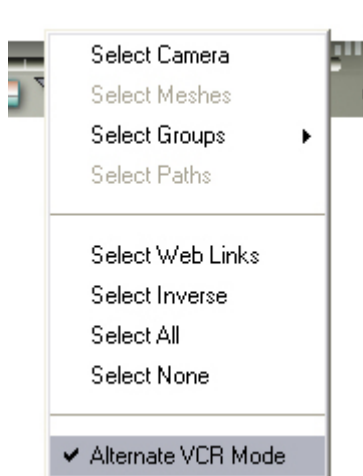 Select Camera
Select Meshes
Select Groups
Select Paths
Select Web Links
Select Inverse
Select All
Select None
Alternate VCR Mode